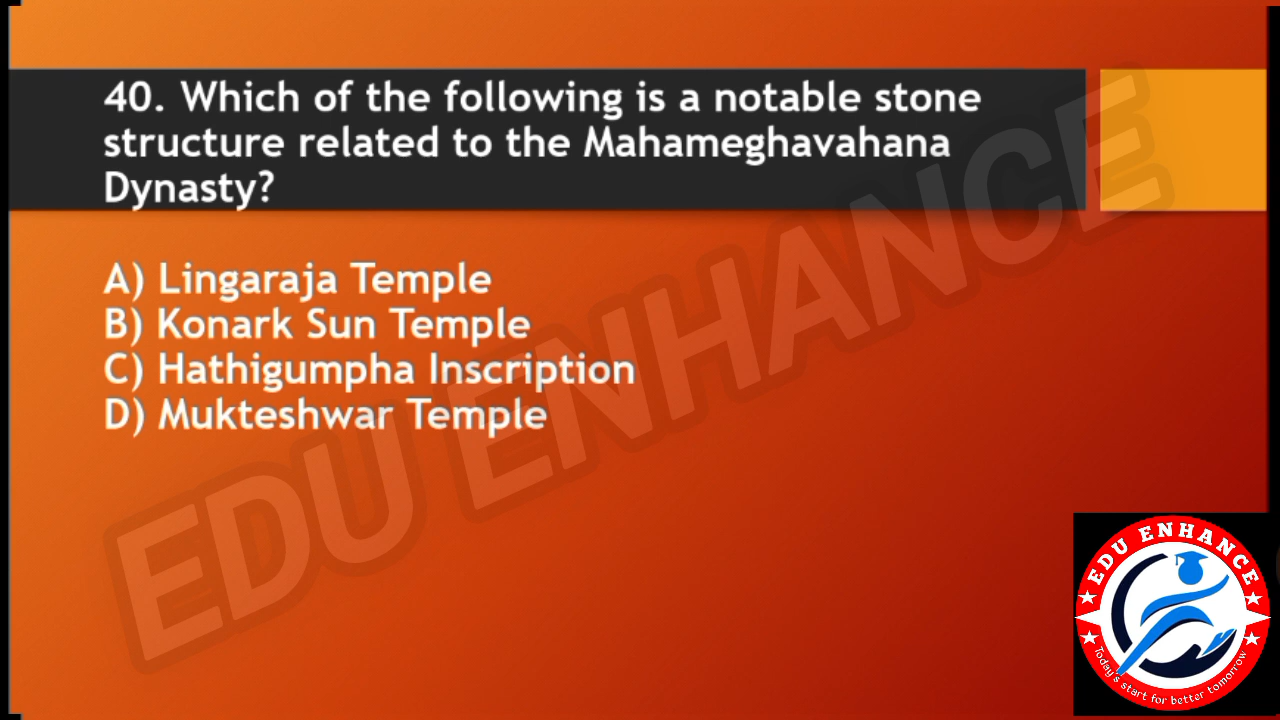 40. Which of the following is a notable stone
structure related to the Mahameghavahana
Dynasty?
A) Lingaraja Temple
B) Konark Sun Temple
C) Hathigumpha Inscription
D) Mukteshwar Temple
EDU ENHANCE
EDU ENHANCE
Today's start for better tomorrow